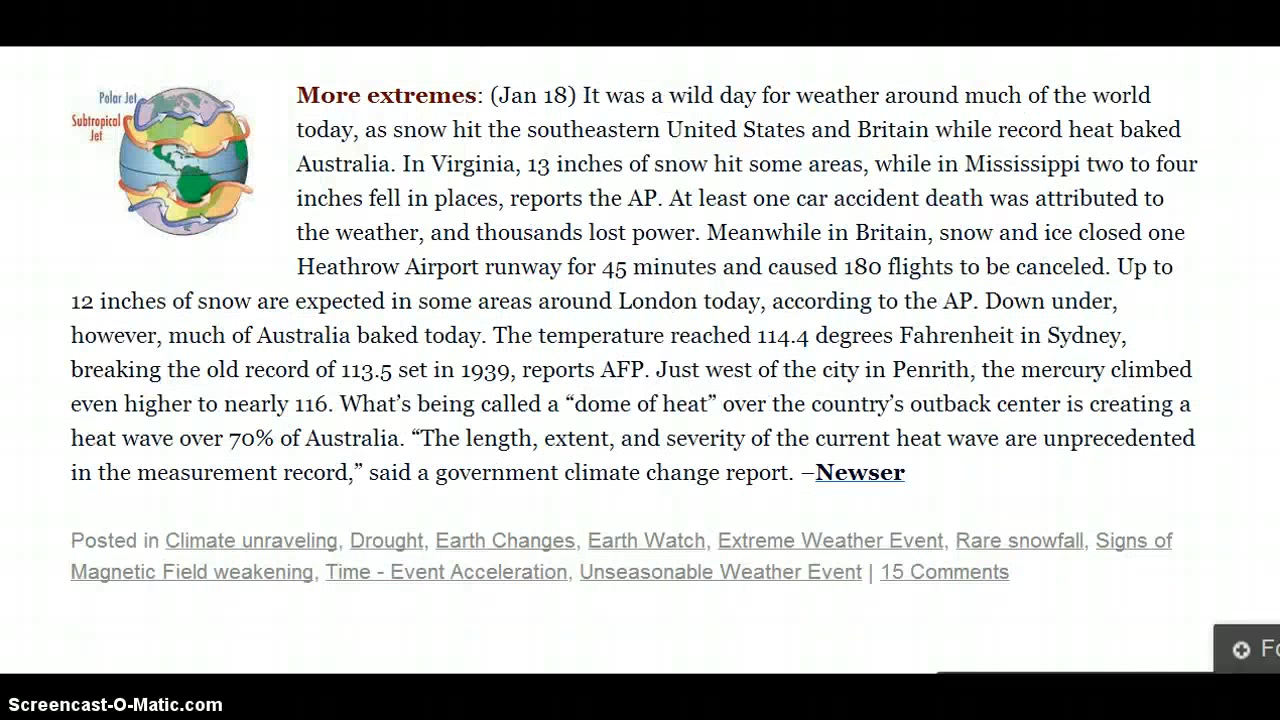 Polar Jet
Subtropical
Jet
More extremes: (Jan 18) It was a wild day for weather around much of the world
today, as snow hit the southeastern United States and Britain while record heat baked
Australia. In Virginia, 13 inches of snow hit some areas, while in Mississippi two to four
inches fell in places, reports the AP. At least one car accident death was attributed to
the weather, and thousands lost power. Meanwhile in Britain, snow and ice closed one
Heathrow Airport runway for 45 minutes and caused 180 flights to be canceled. Up to
12 inches of snow are expected in some areas around London today, according to the AP. Down under,
however, much of Australia baked today. The temperature reached 114.4 degrees Fahrenheit in Sydney,
breaking the old record of 113.5 set in 1939, reports AFP. Just west of the city in Penrith, the mercury climbed
even higher to nearly 116. What’s being called a “dome of heat” over the country’s outback center is creating a
heat wave over 70% of Australia. “The length, extent, and severity of the current heat wave are unprecedented
in the measurement record,” said a government climate change report. –Newser
Posted in Climate unraveling, Drought, Earth Changes, Earth Watch, Extreme Weather Event, Rare snowfall, Signs of
Magnetic Field weakening, Time - Event Acceleration, Unseasonable Weather Event | 15 Comments
Fo
Screencast-O-Matic.com